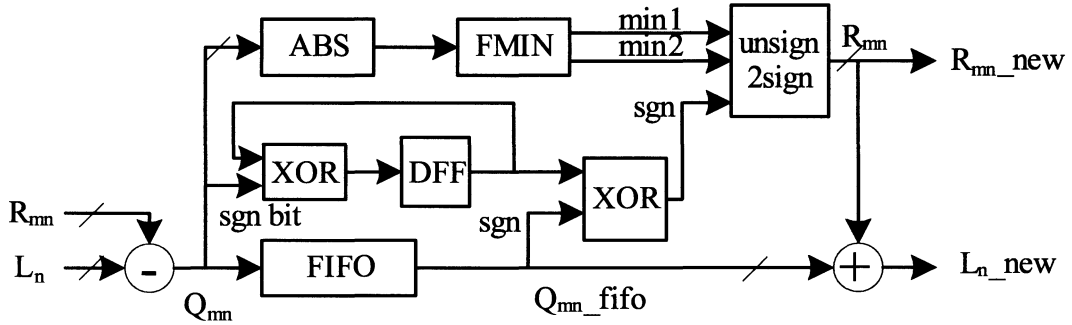 min1
ABS
FMIN
min2
unsign
2sign
Rmn
Rmn_new
sgn
XOR
DFF
XOR
Rmn
sgn bit
sgn
Ln
-
FIFO
+
Ln_new
Qmn
Qmn_fifo